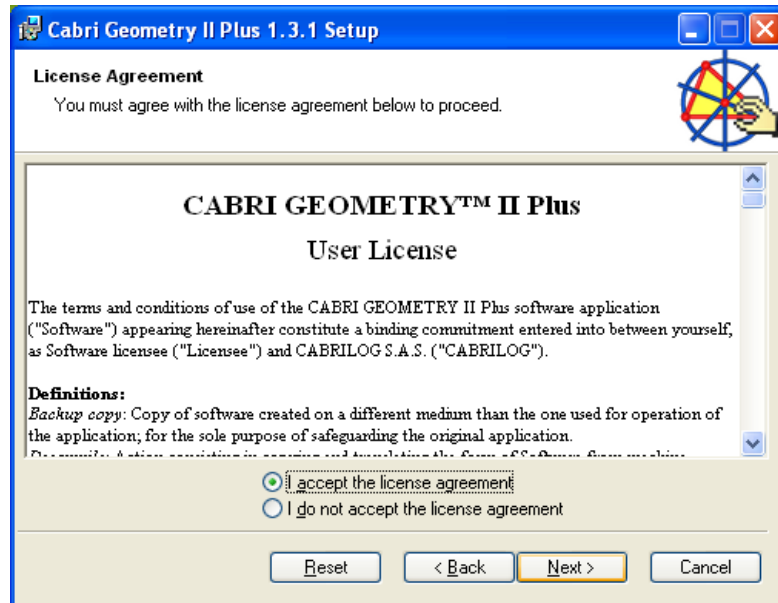 Cabri Geometry II Plus 1.3.1 Setup
License Agreement
You must agree with the license agreement below to proceed.
CABRI GEOMETRY™ II Plus
User License
The terms and conditions of use of the CABRI GEOMETRY II Plus software application
("Software") appearing hereinafter constitute a binding commitment entered into between yourself,
as Software licensee ("Licensee") and CABRILOG S.A.S. ("CABRILOG").
Definitions:
Backup copy: Copy of software created on a different medium than the one used for operation of
the application; for the sole purpose of safeguarding the original application.
I accept the license agreement
I do not accept the license agreement
Reset
< Back
Next >
Cancel